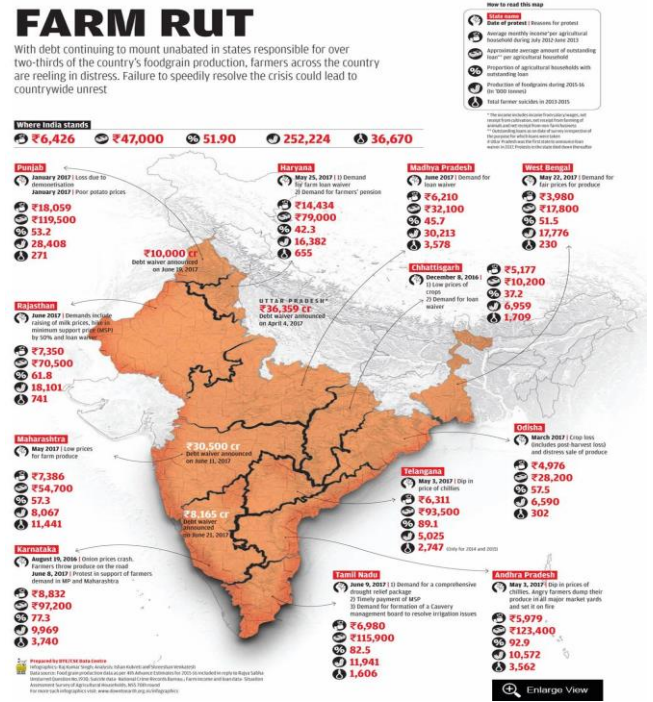 FARM RUT
With debt continuing to mount unabated in states responsible for over
two-thirds of the country's foodgrain production, farmers across the country
are reeling in distress. Failure to speedily resolve the crisis could lead to
countrywide unrest
How to read this map
State name
Date of protest | Reasons for protest
Average monthly income* per agricultural
household during July 2012-June 2013
Approximate average amount of outstanding
loan** per agricultural household
Proportion of agricultural households with
outstanding loan
Production of foodgrains during 2015-16
(in '000 tonnes)
Total farmer suicides in 2013-2015
Where India stands
₹6,426 ₹47,000 % 51.90 252,224 36,670
Punjab
January 2017 | Loss due to
demonetisation
January 2017 | Poor potato prices
₹18,059
₹119,500
% 53.2
28,408
271
Haryana
May 25, 2017 | 1) Demand
for farm loan waiver
2) Demand for farmers' pension
₹14,434
₹79,000
% 42.3
16,382
655
Madhya Pradesh
June 2017 | Demand for
loan waiver
₹6,210
₹32,100
% 45.7
30,213
3,578
West Bengal
May 22, 2017 | Demand for
fair prices for produce
₹3,980
₹17,800
% 51.5
17,776
230
₹10,000 cr
Debt waiver announced
on June 19, 2017
Chhattisgarh
December 8, 2016 |
1) Low prices of
crops
2) Demand for loan
waiver
₹5,177
₹10,200
% 37.2
6,959
1,709
UTTER PRADESH#
₹36,359 cr
Debt waiver announced
on April 4, 2017
Rajasthan
June 2017 | Demands include
raising of milk prices, hike in
minimum support price (MSP)
by 50% and loan waiver
₹7,350
₹70,500
% 61.8
18,101
741
Maharashtra
May 2017 | Low prices
for farm produce
₹7,386
₹54,700
% 57.3
8,067
11,441
₹30,500 cr
Debt waiver announced
on June 11, 2017
Odisha
March 2017 | Crop loss
(includes post-harvest loss)
and distress sale of produce
₹4,976
₹28,200
% 57.5
6,590
302
Telangana
May 3, 2017 | Dip in
price of chillies
₹6,311
₹93,500
% 89.1
5,025
2,747 (only for 2014 and 2015)
₹8,165 cr
Debt waiver
announced
on June 21, 2017
Karnataka
August 19, 2016 | Onion prices crash.
Farmers throw produce on the road
June 8, 2017 | Protest in support of farmers
demand in MP and Maharashtra
₹8,832
₹97,200
% 77.3
9,969
3,740
Tamil Nadu
June 9, 2017 | 1) Demand for a comprehensive
drought relief package
2) Timely payment of MSP
3) Demand for formation of a Cauvery
management board to resolve irrigation issues
₹6,980
₹115,900
% 82.5
11,941
1,606
Andhra Pradesh
May 3, 2017 | Dip in prices of
chillies. Angry farmers dump their
produce in all major market yards
and set it on fire
₹5,979
₹123,400
% 92.9
10,572
3,562
Prepared by DTE/CSE Data Centre
Enlarge View